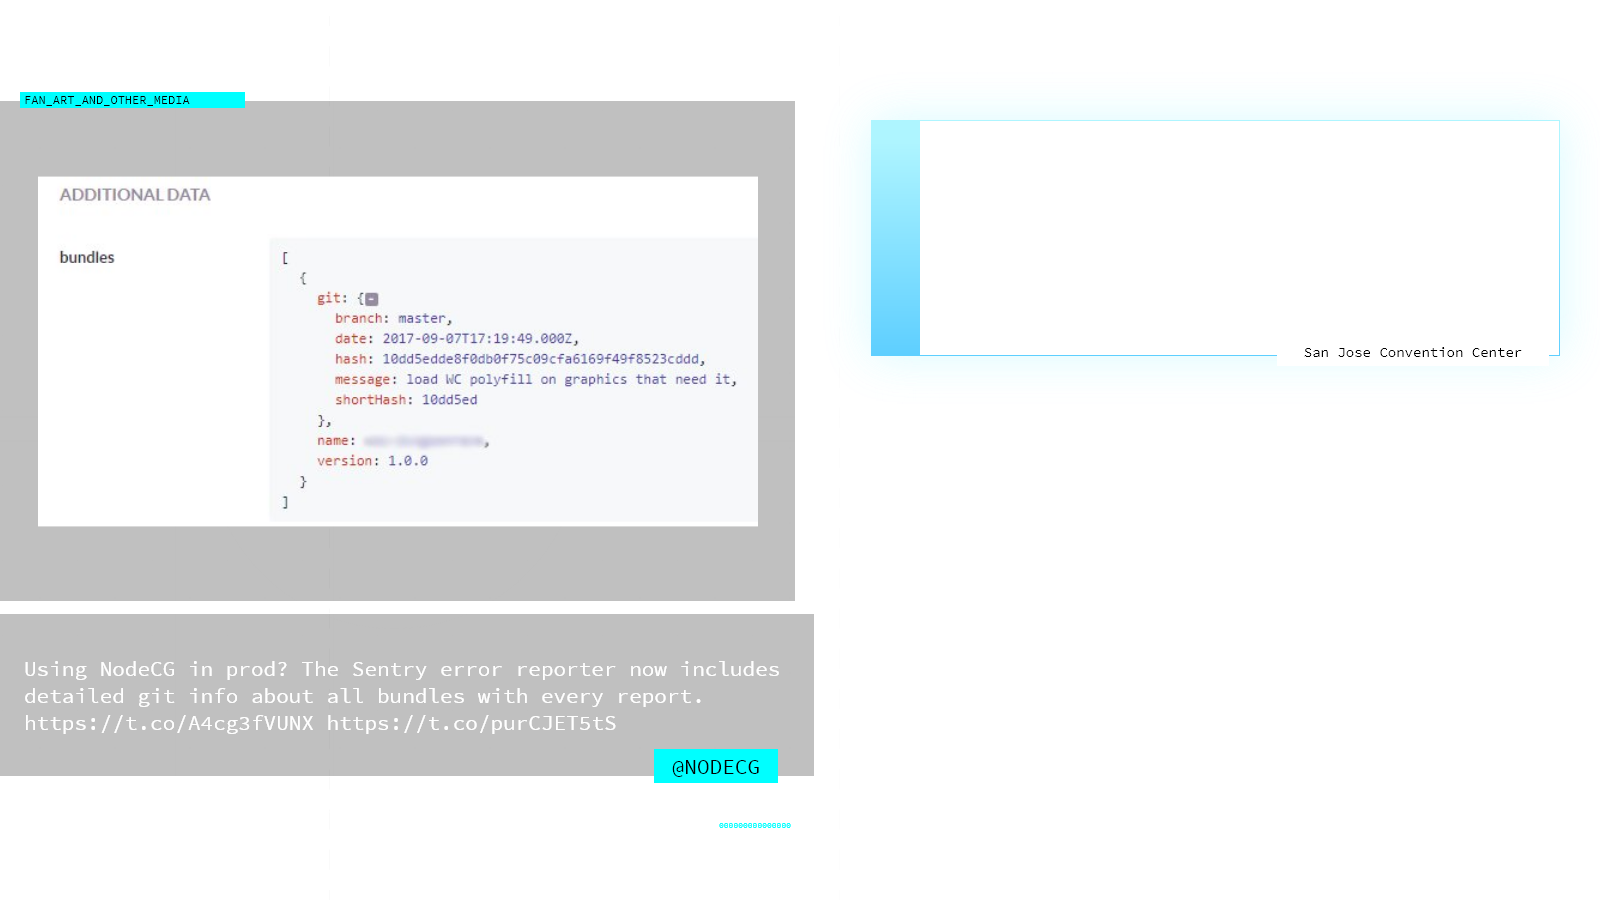 FAN_ART_AND_OTHER_MEDIA
ADDITIONAL DATA
bundles
[
{
git: {
branch: master,
date: 2017-09-07T17:19:49.000Z,
hash: 10dd5edde8f0db0f75c09cfa6169f49f8523cddd,
message: load WC polyfill on graphics that need it,
shortHash: 10dd5ed
},
name: ,
version: 1.0.0
}
]
Using NodeCG in prod? The Sentry error reporter now includes
detailed git info about all bundles with every report.
https://t.co/A4cg3fVUNX https://t.co/purCJET5tS
@NODECG
San Jose Convention Center